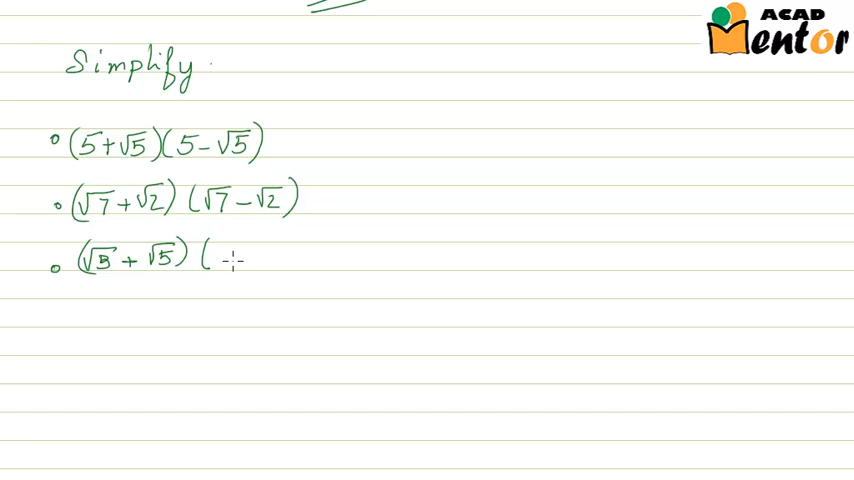 ACAD
Mentor
Simplify.
(5+√5)(5-√5)
(√7+√2)(√7-√2)
(√3+√5)(